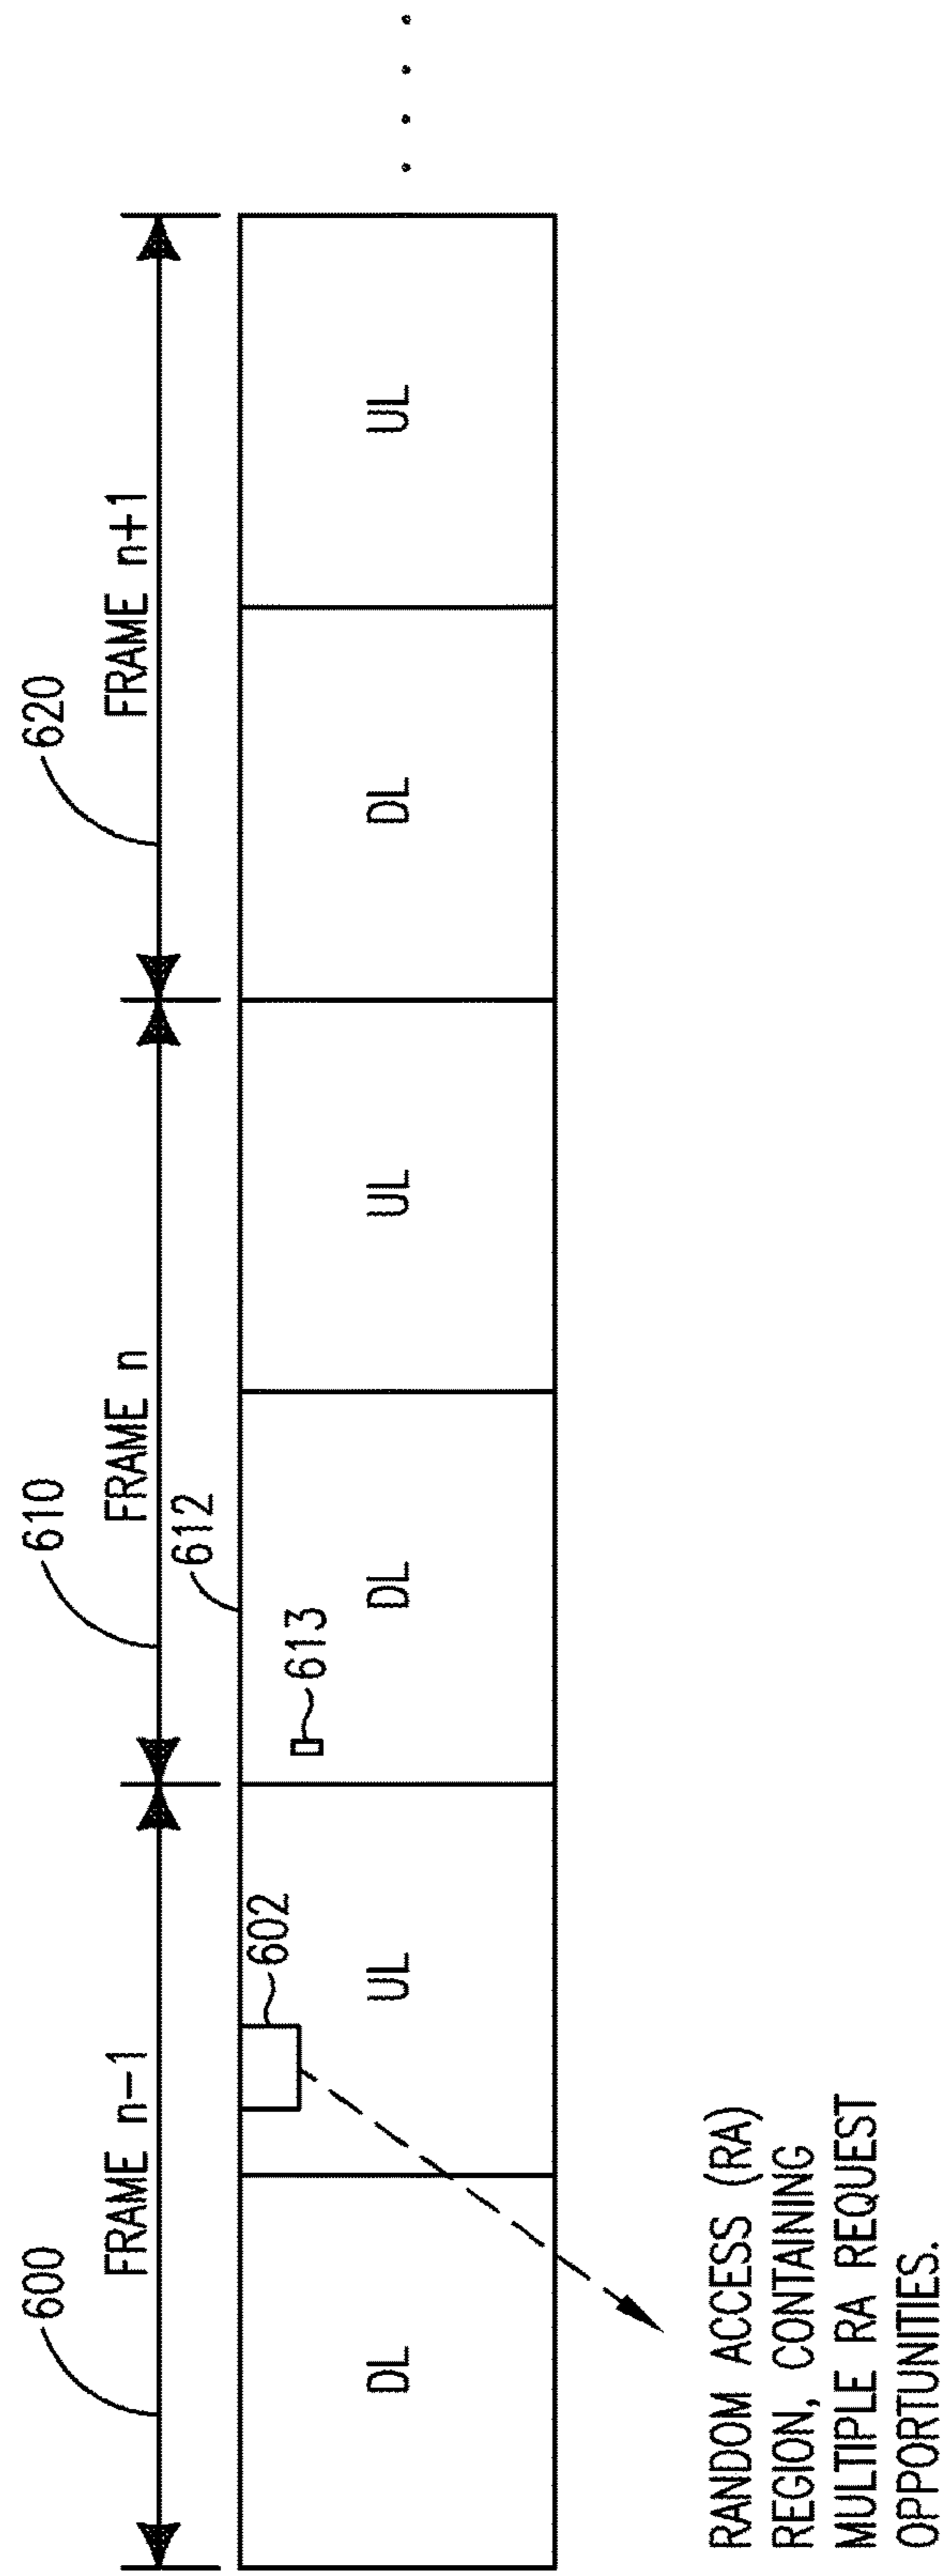 600
610
620
FRAME n-1
FRAME n
FRAME n+1
612
602
613
DL
UL
DL
UL
DL
UL
RANDOM ACCESS (RA)
REGION, CONTAINING
MULTIPLE RA REQUEST
OPPORTUNITIES.